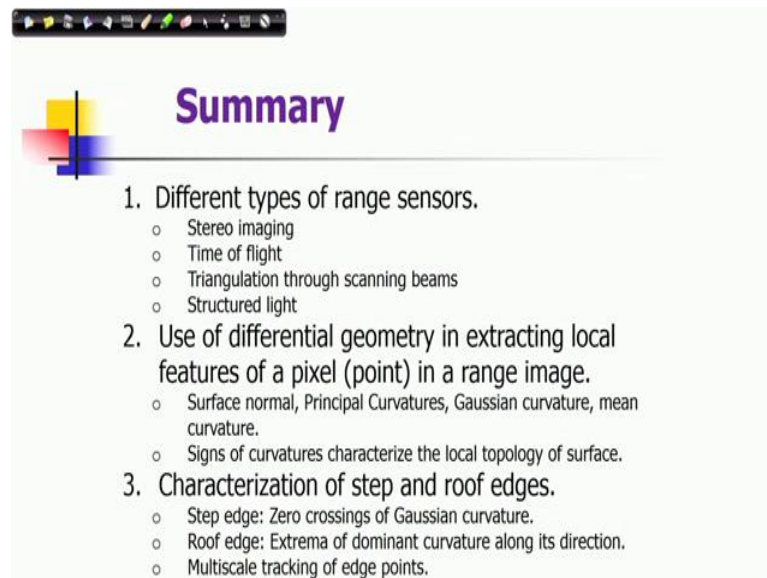 Summary
1. Different types of range sensors.
o Stereo imaging
o Time of flight
o Triangulation through scanning beams
o Structured light
2. Use of differential geometry in extracting local
features of a pixel (point) in a range image.
o Surface normal, Principal Curvatures, Gaussian curvature, mean
curvature.
o Signs of curvatures characterize the local topology of surface.
3. Characterization of step and roof edges.
o Step edge: Zero crossings of Gaussian curvature.
o Roof edge: Extrema of dominant curvature along its direction.
o Multiscale tracking of edge points.